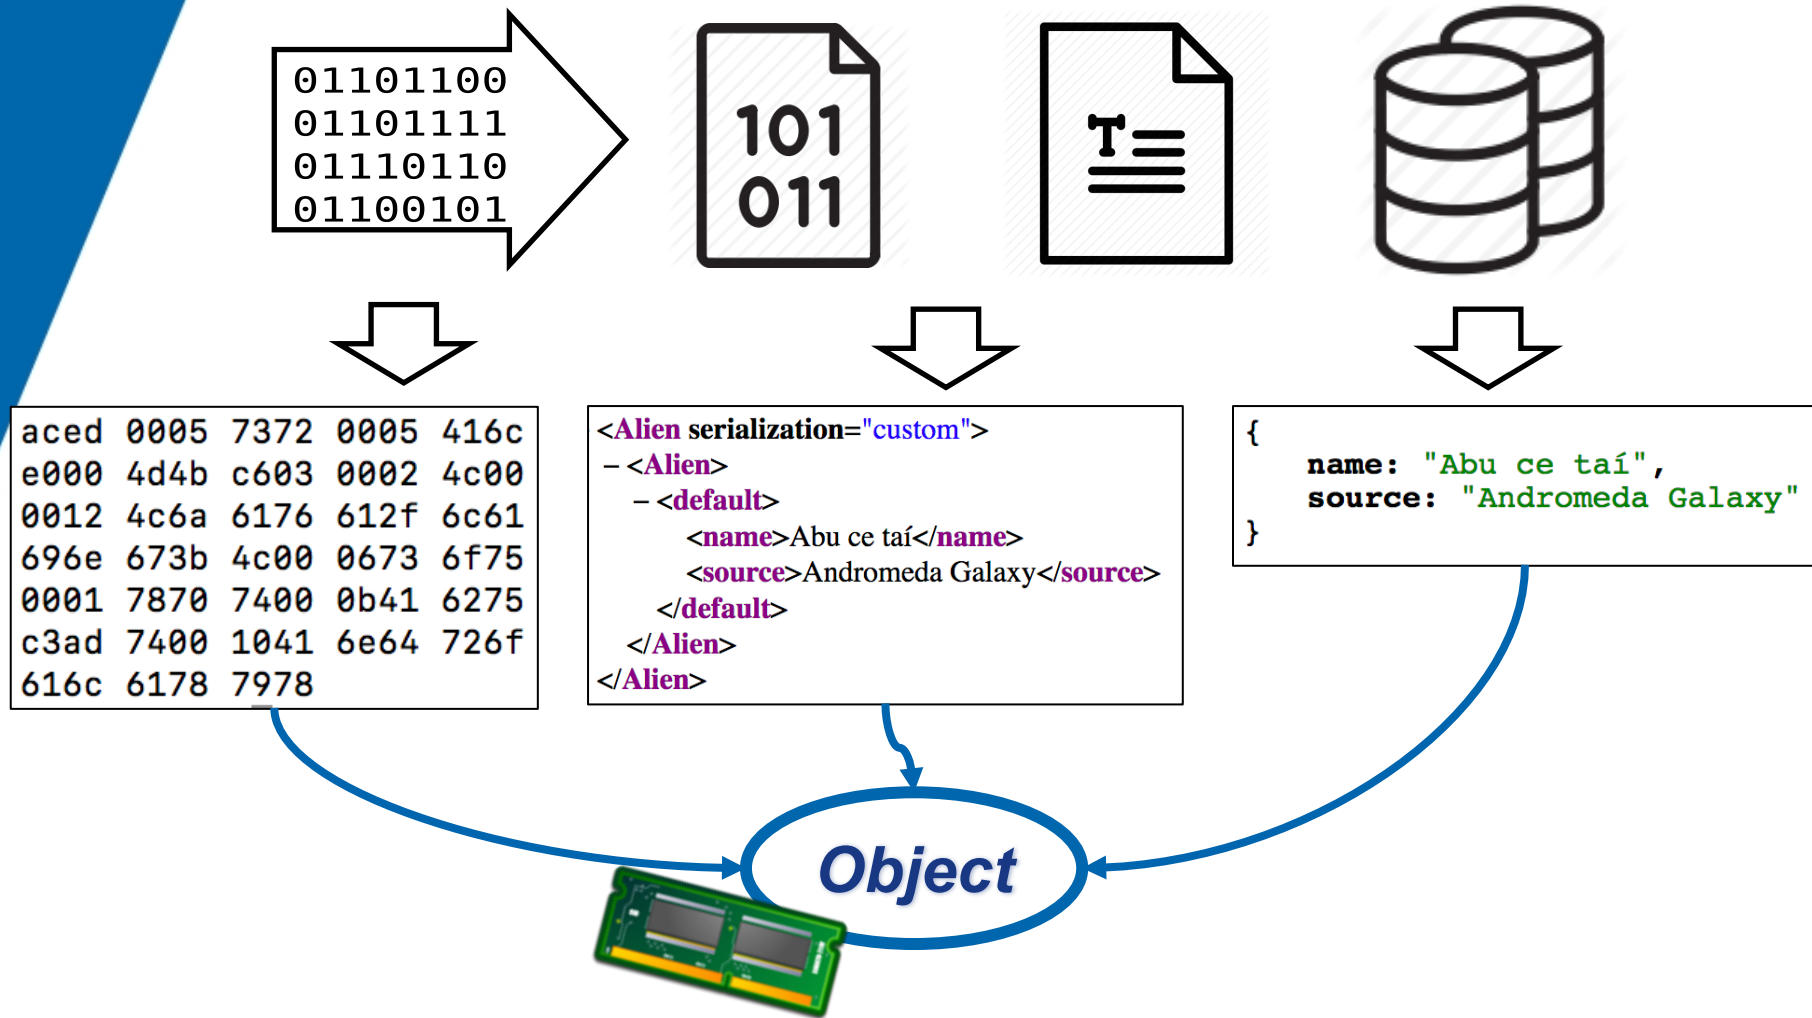 01101100
01101111
01110110
01100101
101
011
T
aced 0005 7372 0005 416c
e000 4d4b c603 0002 4c00
0012 4c6a 6176 612f 6c61
696e 673b 4c00 0673 6f75
0001 7870 7400 0b41 6275
c3ad 7400 1041 6e64 726f
616c 6178 7978
<Alien serialization="custom">
– <Alien>
– <default>
<name>Abu ce taí</name>
<source>Andromeda Galaxy</source>
</default>
</Alien>
</Alien>
{
name: "Abu ce taí",
source: "Andromeda Galaxy"
}
Object